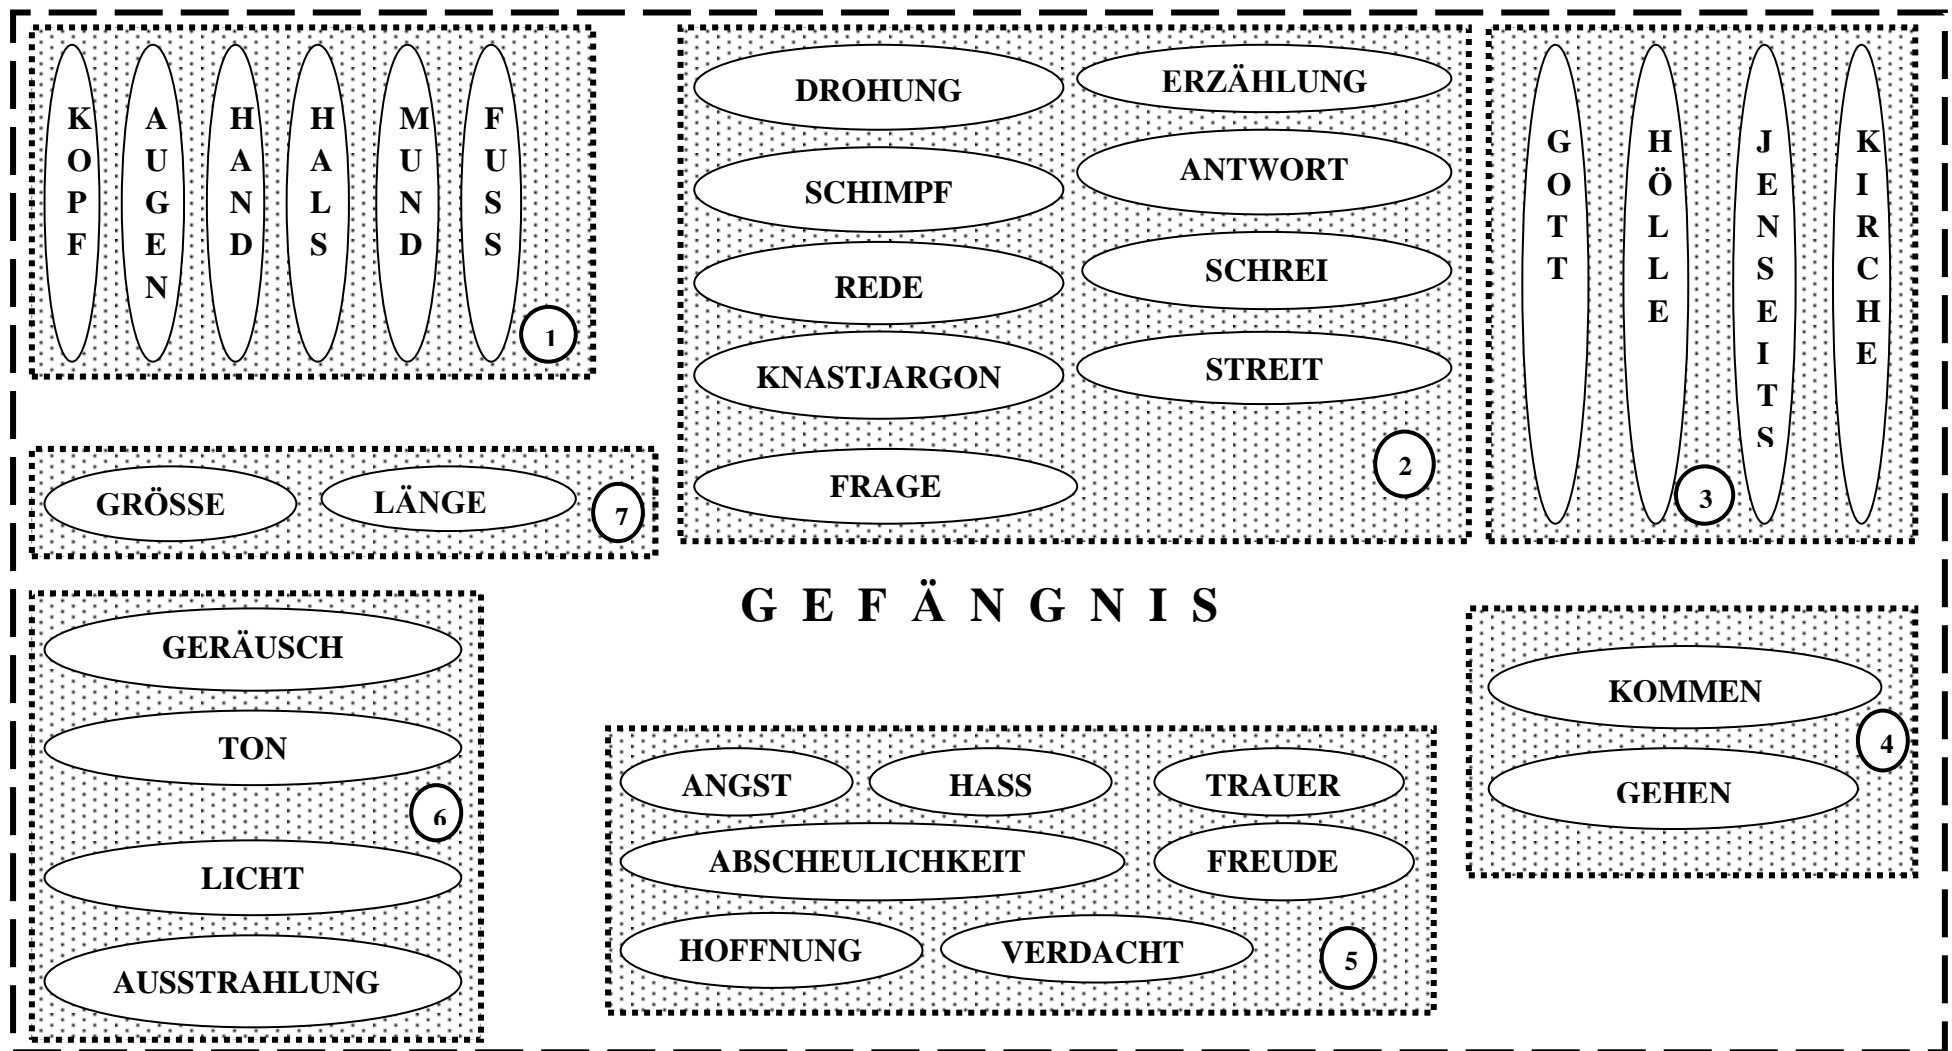 KOPF
AUGEN
HAND
HALS
MUND
FUSS
1
DROHUNG
ERZÄHLUNG
SCHIMPF
ANTWORT
REDE
SCHREI
KNASTJARGON
STREIT
FRAGE
2
GOTT
HÖLLE
JENSEITS
KIRCHE
3
GRÖSSE
LÄNGE
7
GEFÄNGNIS
GERÄUSCH
TON
6
LICHT
AUSSTRAHLUNG
ANGST
HASS
TRAUER
ABSCHEULICHKEIT
FREUDE
HOFFNUNG
VERDACHT
5
KOMMEN
4
GEHEN